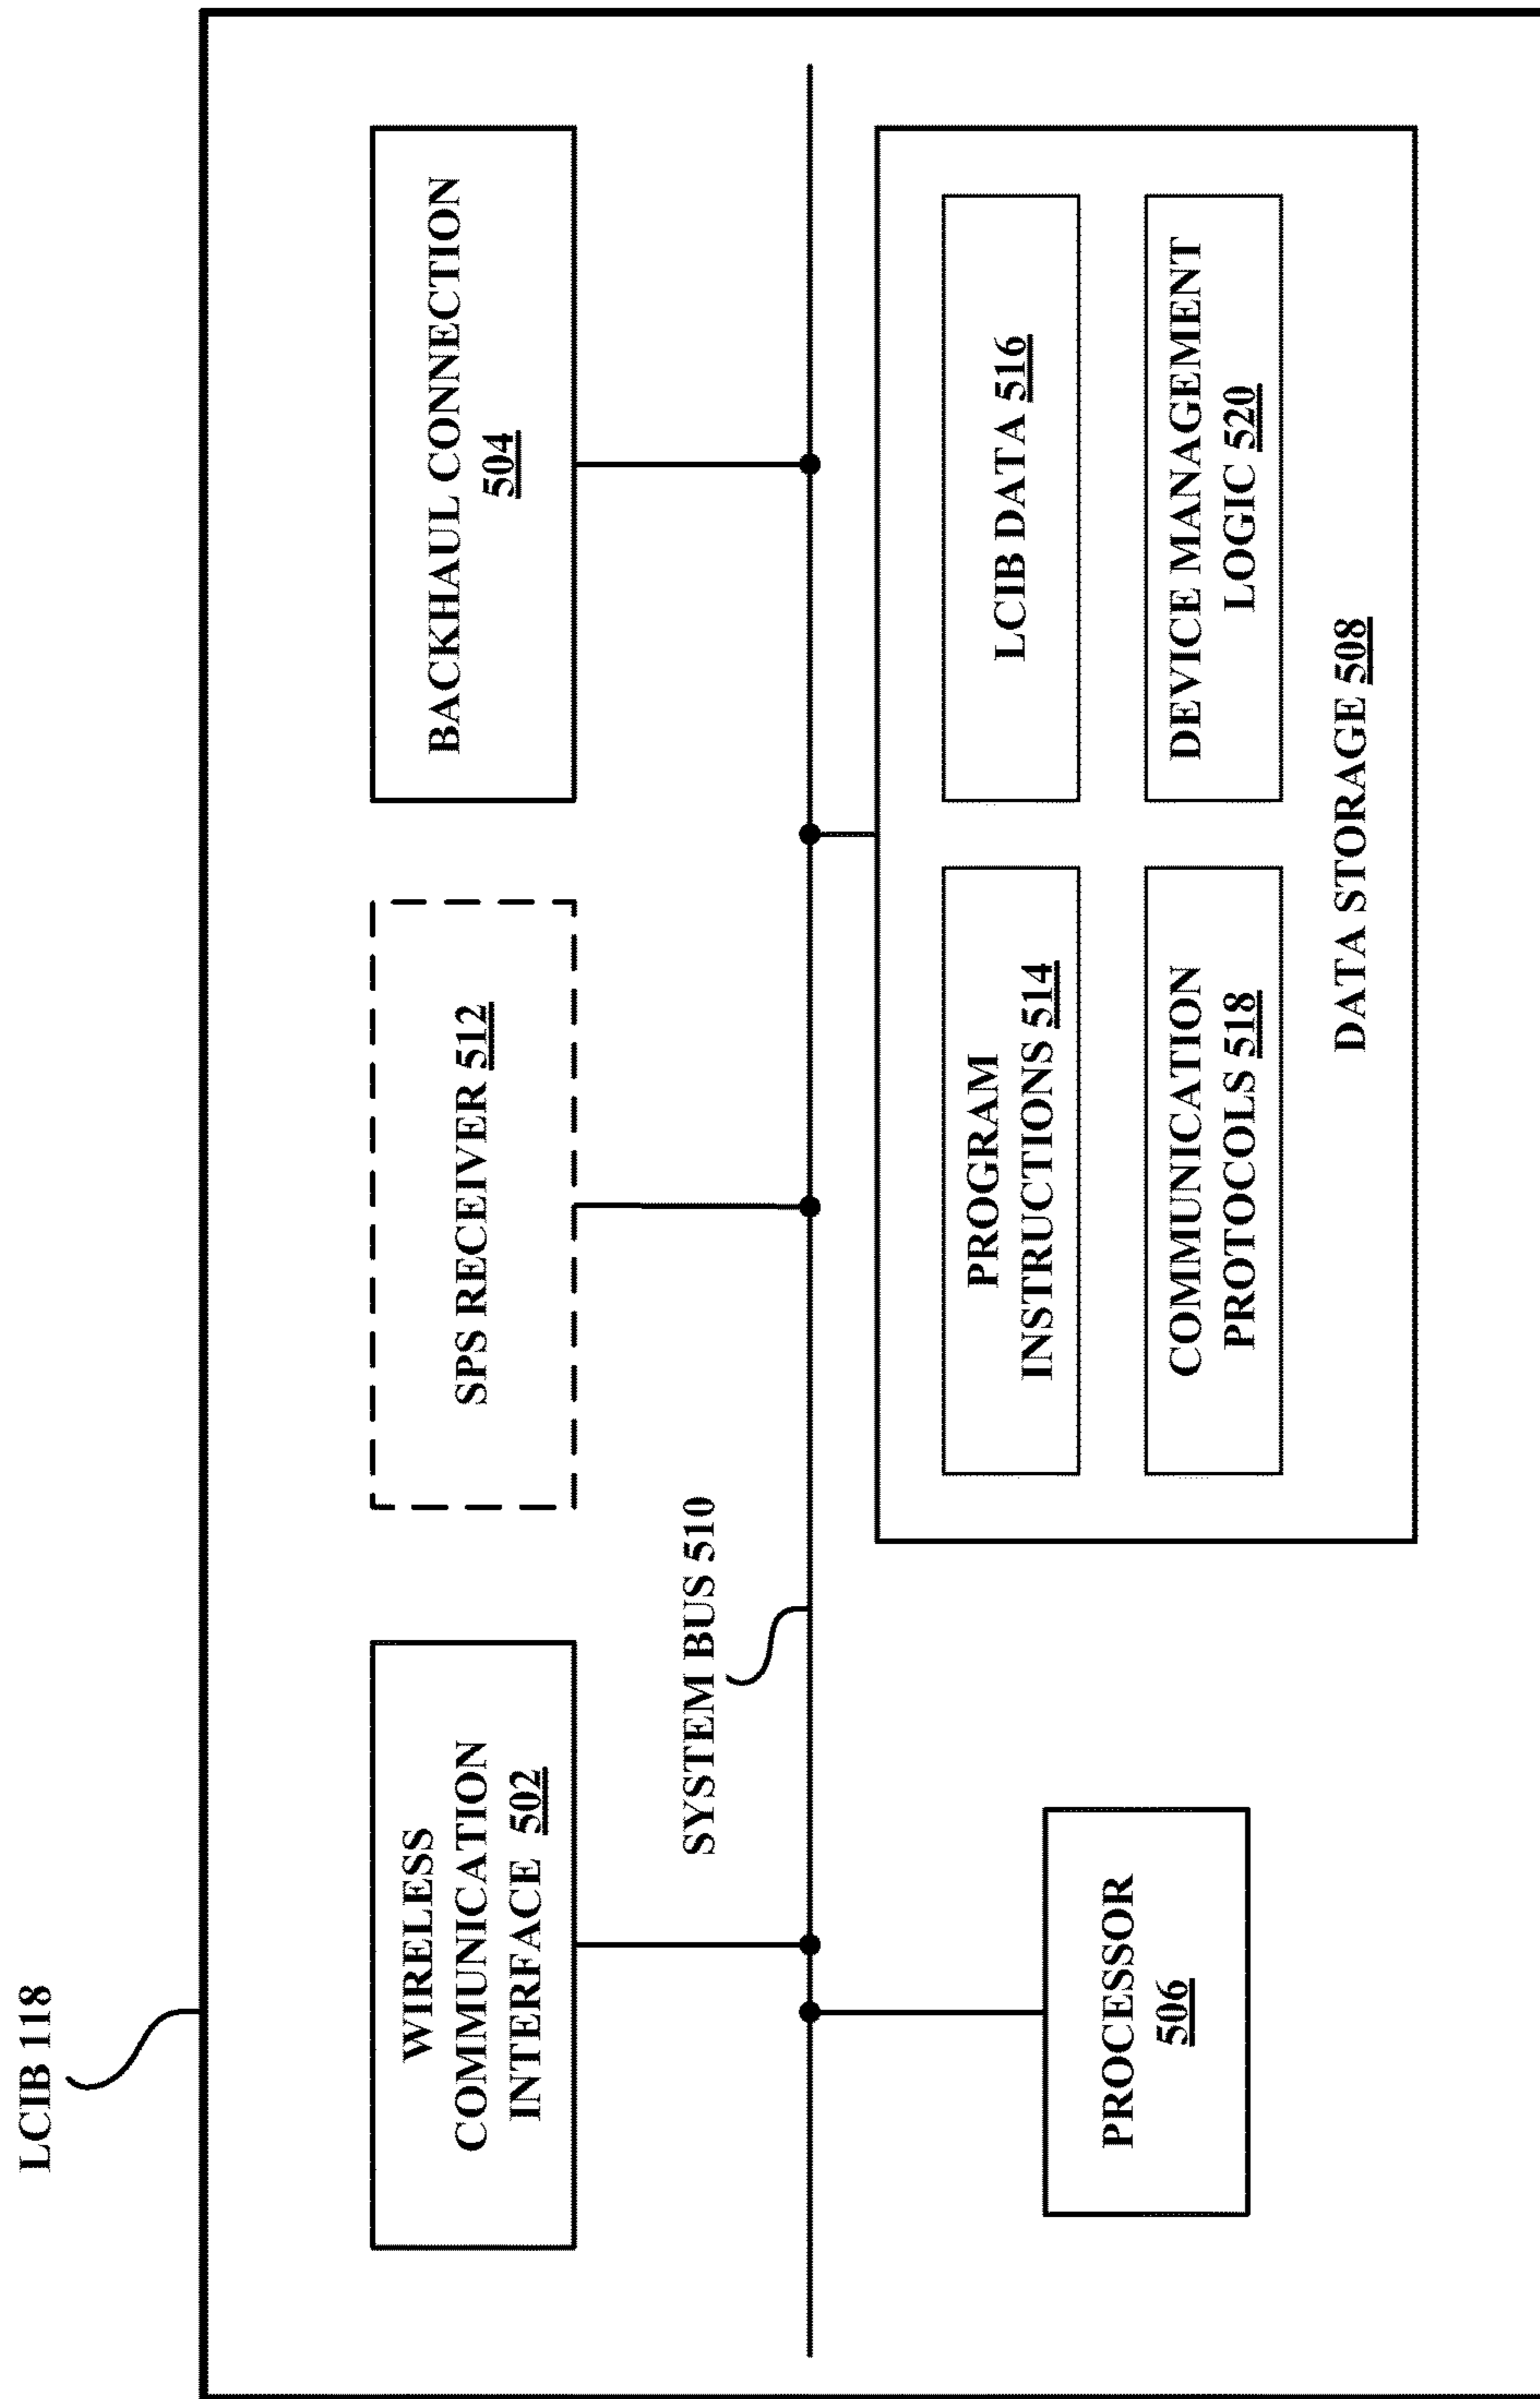 LCIB 118
WIRELESS
COMMUNICATION
INTERFACE 502
SPS RECEIVER 512
BACKHAUL CONNECTION
504
SYSTEM BUS 510
PROCESSOR
506
PROGRAM
INSTRUCTIONS 514
LCIB DATA 516
COMMUNICATION
PROTOCOLS 518
DEVICE MANAGEMENT
LOGIC 520
DATA STORAGE 508